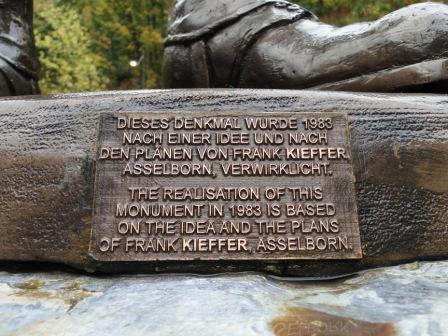 DIESES DENKMAL WURDE 1983
NACH EINER IDEE UND NACH
DEN PLÄNEN VON FRANK KIEFFER,
ASSELBORN, VERWIRKLICHT.
THE REALISATION OF THIS
MONUMENT IN 1983 IS BASED
ON THE IDEA AND THE PLANS
OF FRANK KIEFFER, ASSELBORN.